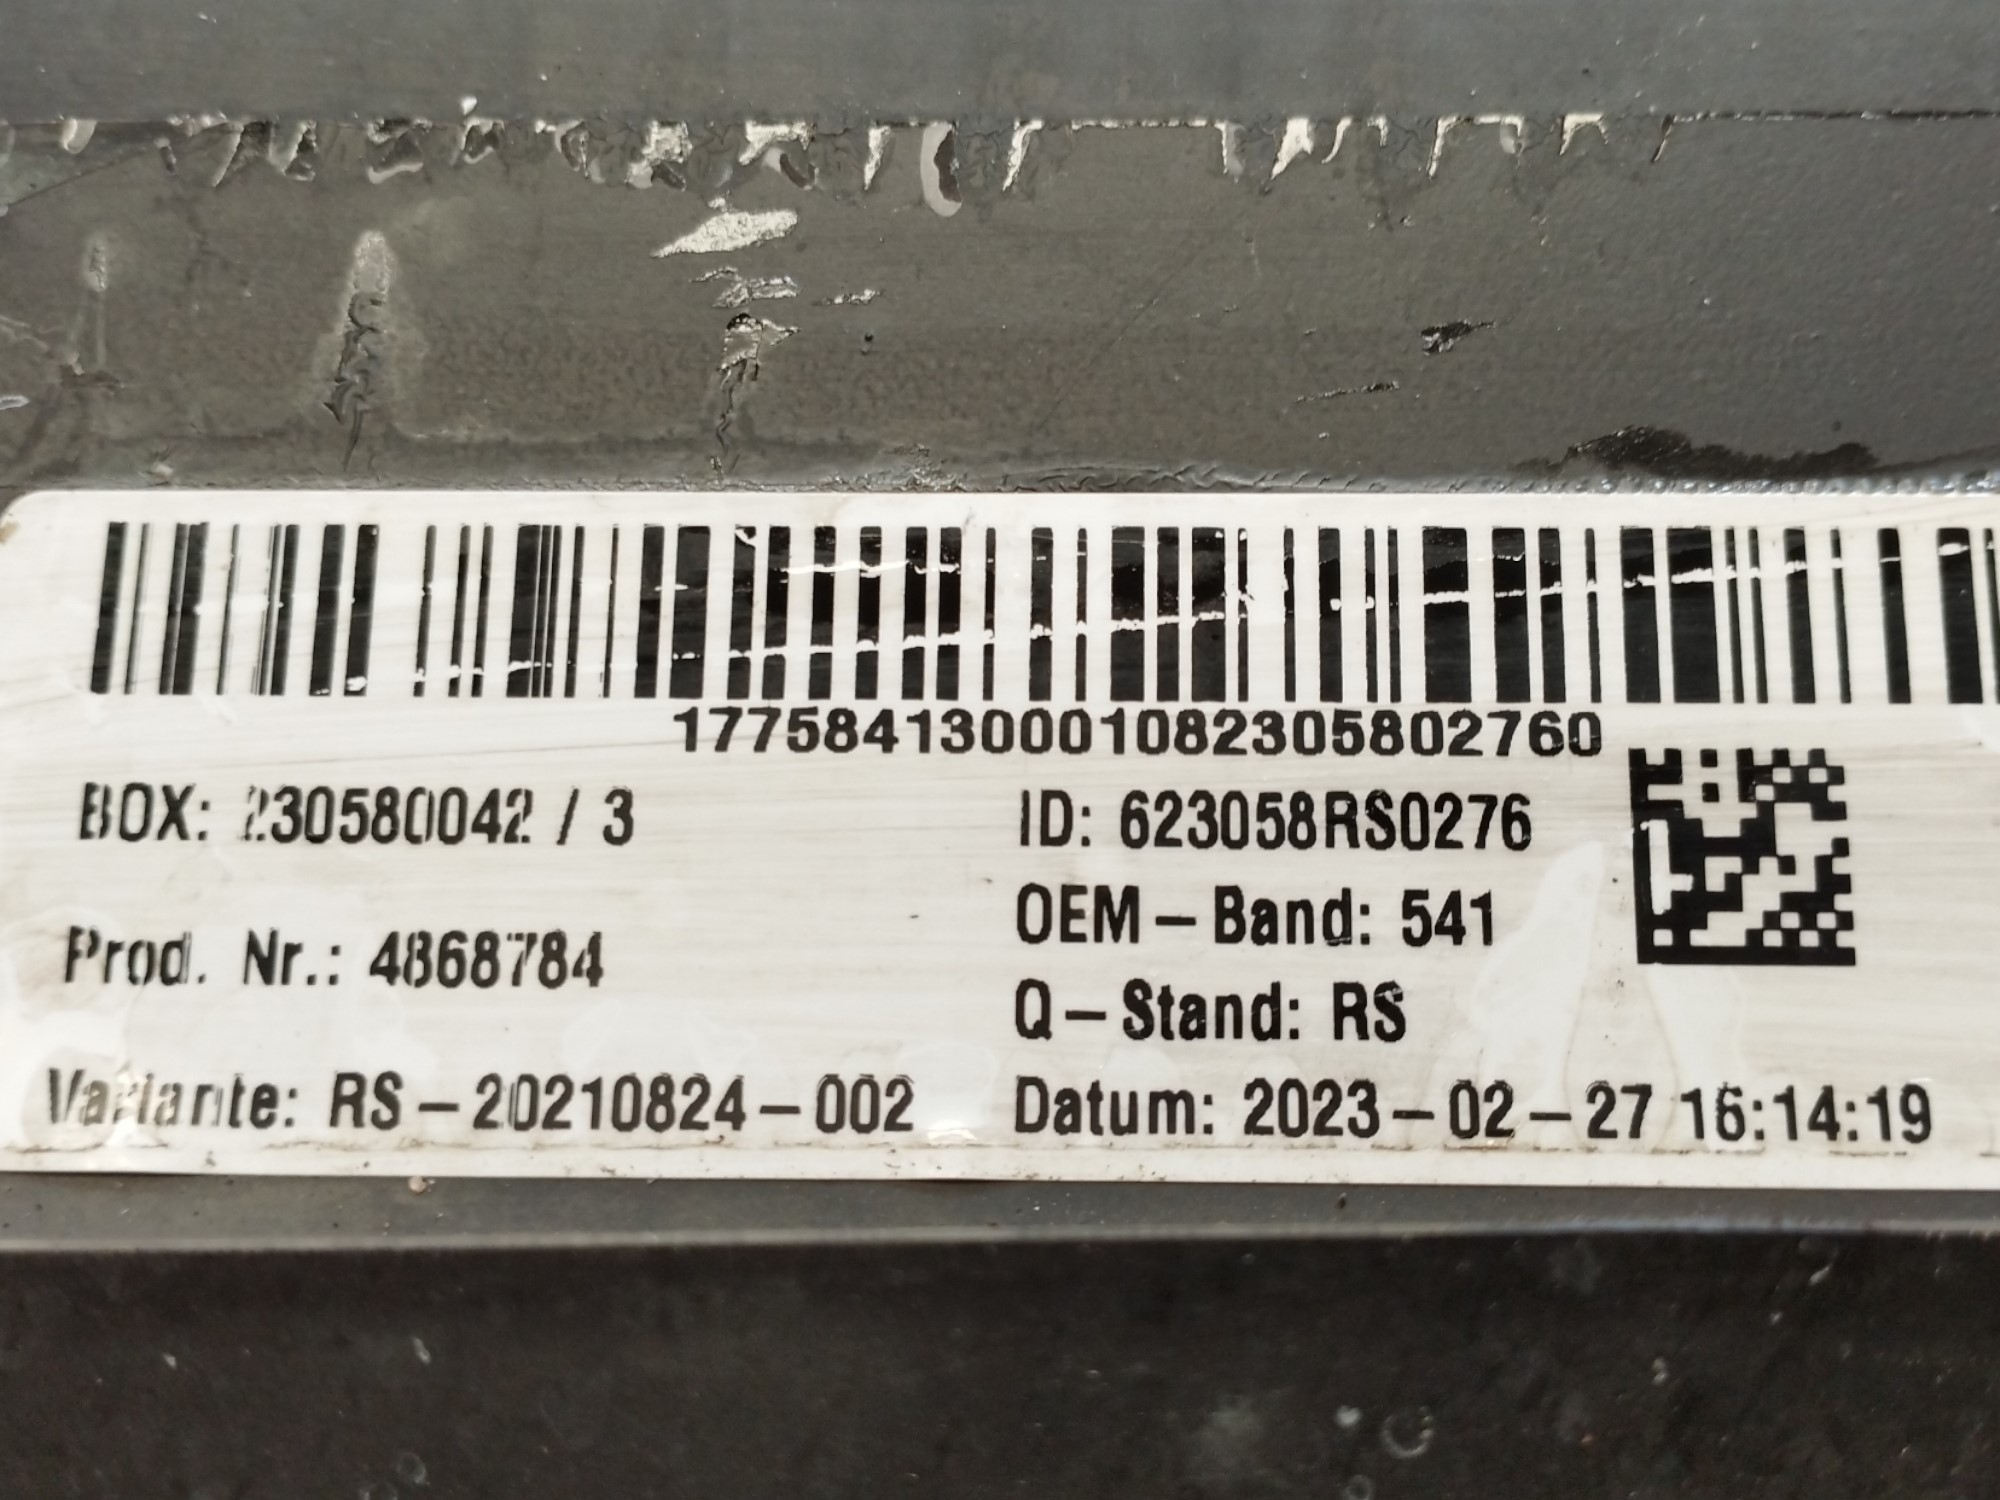 177584130001082305802760
BOX: 230580042 / 3
ID: 623058RS0276
OEM-Band: 541
Prod. Nr.: 4868784
Q-Stand: RS
Variante: RS-20210824-002
Datum: 2023-02-27 16:14:19